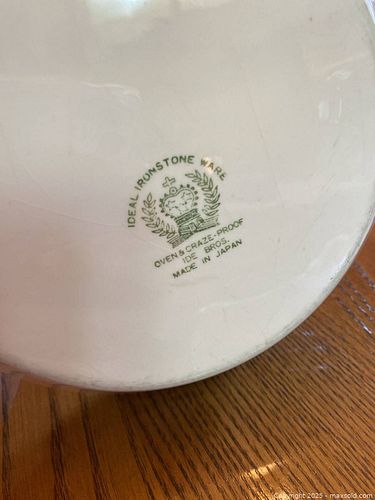 IDEAL IRONSTONE WARE
OVEN & CRAZE-PROOF
IDE BROS.
MADE IN JAPAN
Copyright 2025 - maxsold.com